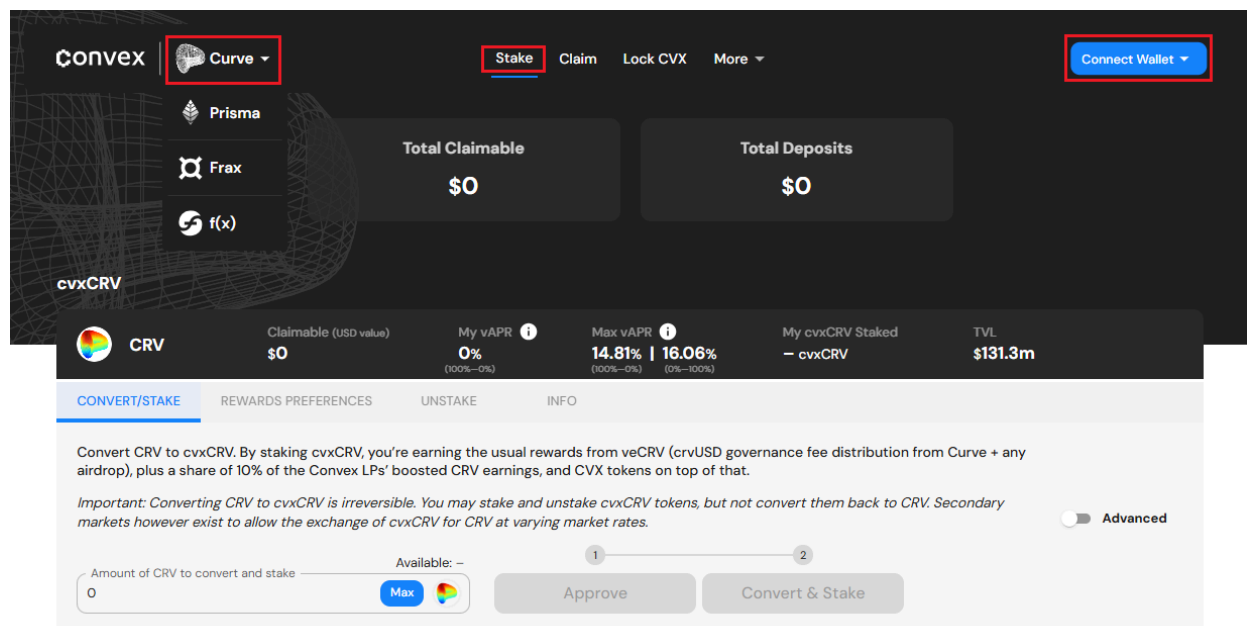 Convex
Curve
Stake
Claim
Lock CVX
More
Connect Wallet
Prisma
Frax
f(x)
Total Claimable
$0
Total Deposits
$0
cvxCRV
CRV
Claimable (USD value)
$0
My vAPR
0%
(100%—0%)
Max vAPR
14.81% | 16.06%
(100%—0%) (0%—100%)
My cvxCRV Staked
— cvxCRV
TVL
$131.3m
CONVERT/STAKE
REWARDS PREFERENCES
UNSTAKE
INFO
Convert CRV to cvxCRV. By staking cvxCRV, you're earning the usual rewards from veCRV (crvUSD governance fee distribution from Curve + any
airdrop), plus a share of 10% of the Convex LPs' boosted CRV earnings, and CVX tokens on top of that.
Important: Converting CRV to cvxCRV is irreversible. You may stake and unstake cvxCRV tokens, but not convert them back to CRV. Secondary
markets however exist to allow the exchange of cvxCRV for CRV at varying market rates.
Advanced
Available: –
Amount of CRV to convert and stake
0
Max
1
2
Approve
Convert & Stake